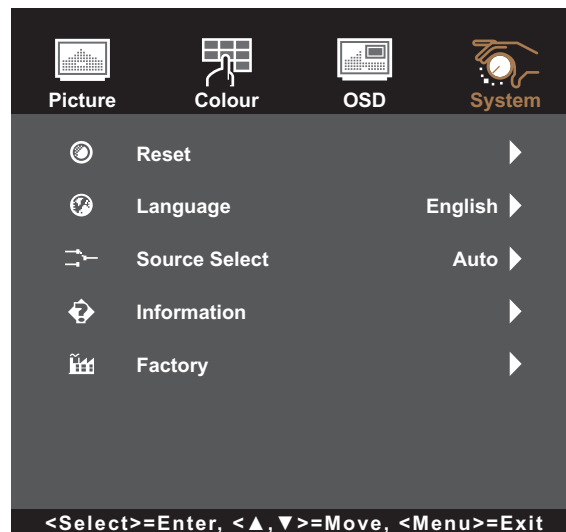 Picture Colour OSD System
Reset
Language English
Source Select Auto
Information
Factory
<Select>=Enter, <▲,▼>=Move, <Menu>=Exit